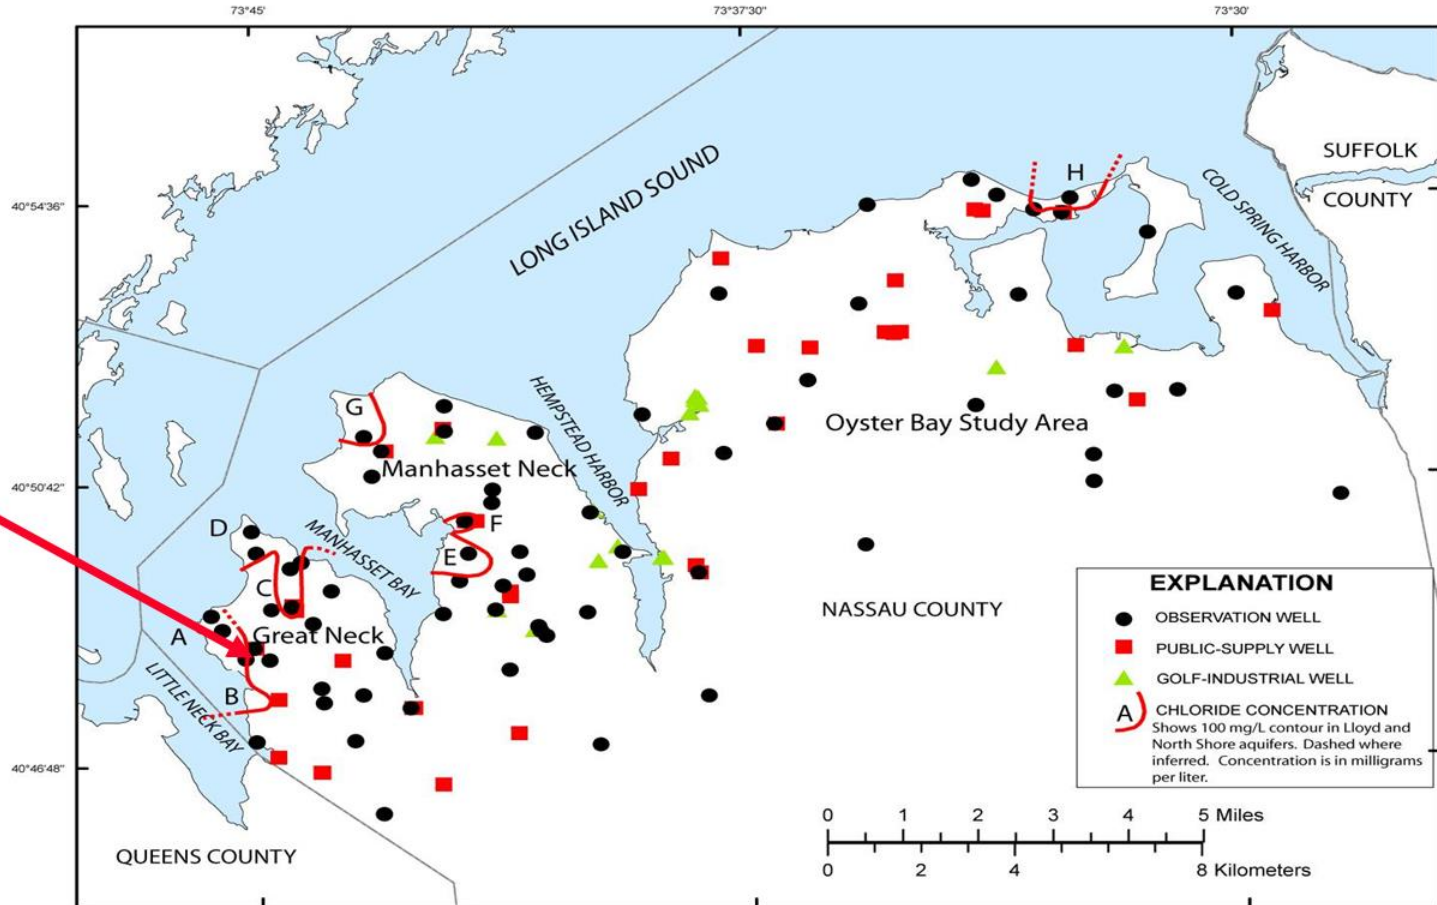 73°45'
73°37'30"
73°30'
SUFFOLK
COUNTY
COLD SPRING HARBOR
H
40°54'36"
LONG ISLAND SOUND
HEMPSTEAD HARBOR
G
Oyster Bay Study Area
Manhasset Neck
40°50'42"
D
MANHASSET BAY
F
E
C
A
Great Neck
NASSAU COUNTY
LITTLE NECK BAY
B
40°46'48"
QUEENS COUNTY
EXPLANATION
OBSERVATION WELL
PUBLIC-SUPPLY WELL
GOLF-INDUSTRIAL WELL
A CHLORIDE CONCENTRATION
Shows 100 mg/L contour in Lloyd and
North Shore aquifers. Dashed where
inferred. Concentration is in milligrams
per liter.
0 1 2 3 4 5 Miles
0 2 4 8 Kilometers